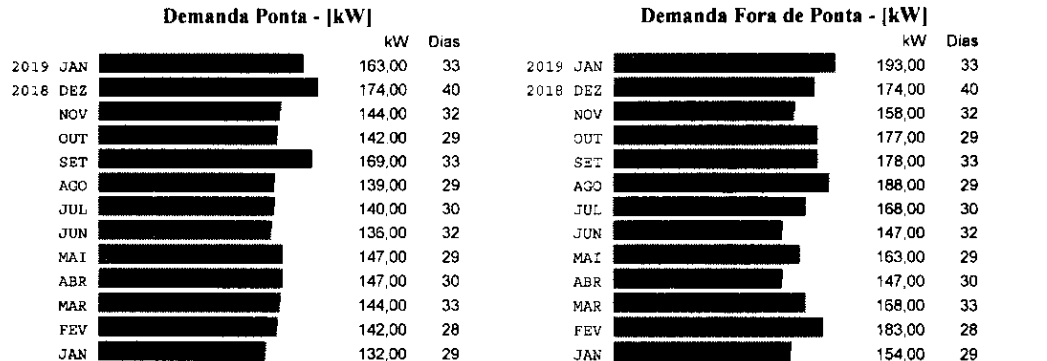 Demanda Ponta - [kW]
kW Dias
2019 JAN 163,00 33
2018 DEZ 174,00 40
NOV 144,00 32
OUT 142,00 29
SET 169,00 33
AGO 139,00 29
JUL 140,00 30
JUN 136,00 32
MAI 147,00 29
ABR 147,00 30
MAR 144,00 33
FEV 142,00 28
JAN 132,00 29
Demanda Fora de Ponta - [kW]
kW Dias
2019 JAN 193,00 33
2018 DEZ 174,00 40
NOV 158,00 32
OUT 177,00 29
SET 178,00 33
AGO 188,00 29
JUL 168,00 30
JUN 147,00 32
MAI 163,00 29
ABR 147,00 30
MAR 168,00 33
FEV 183,00 28
JAN 154,00 29